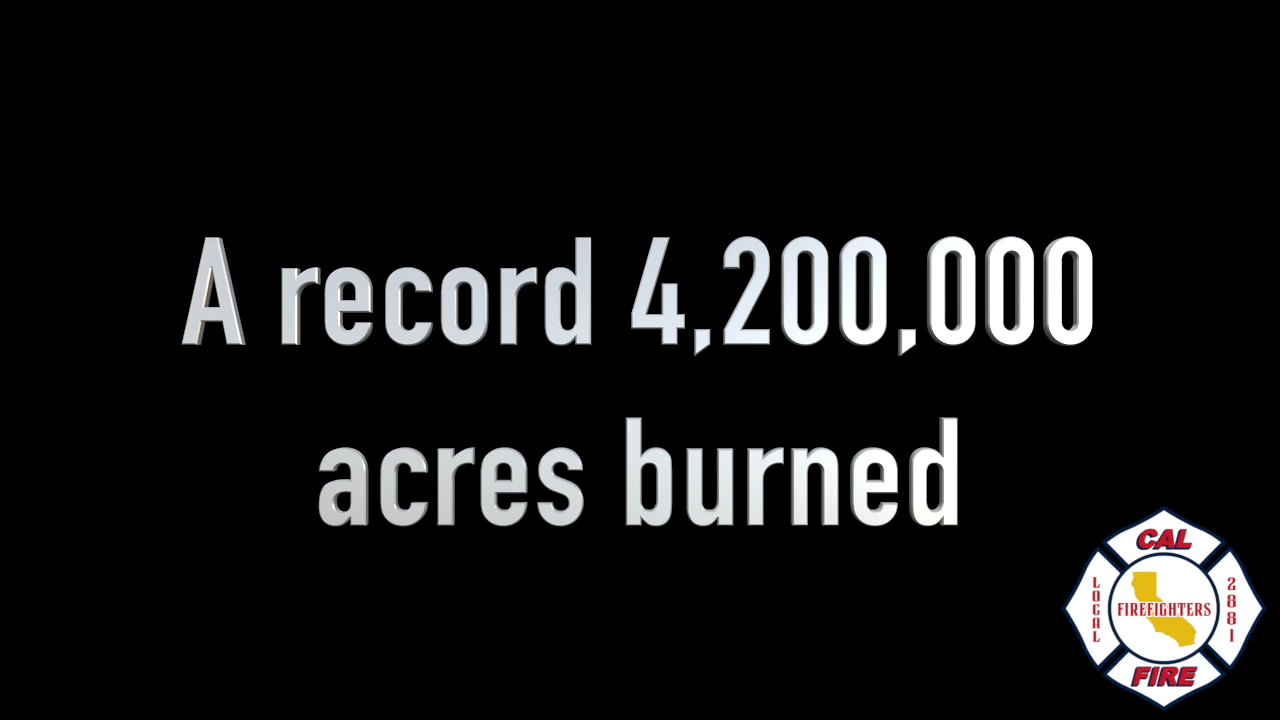 A record 4,200,000
acres burned
CAL
LOCAL
FIREFIGHTERS
2881
FIRE